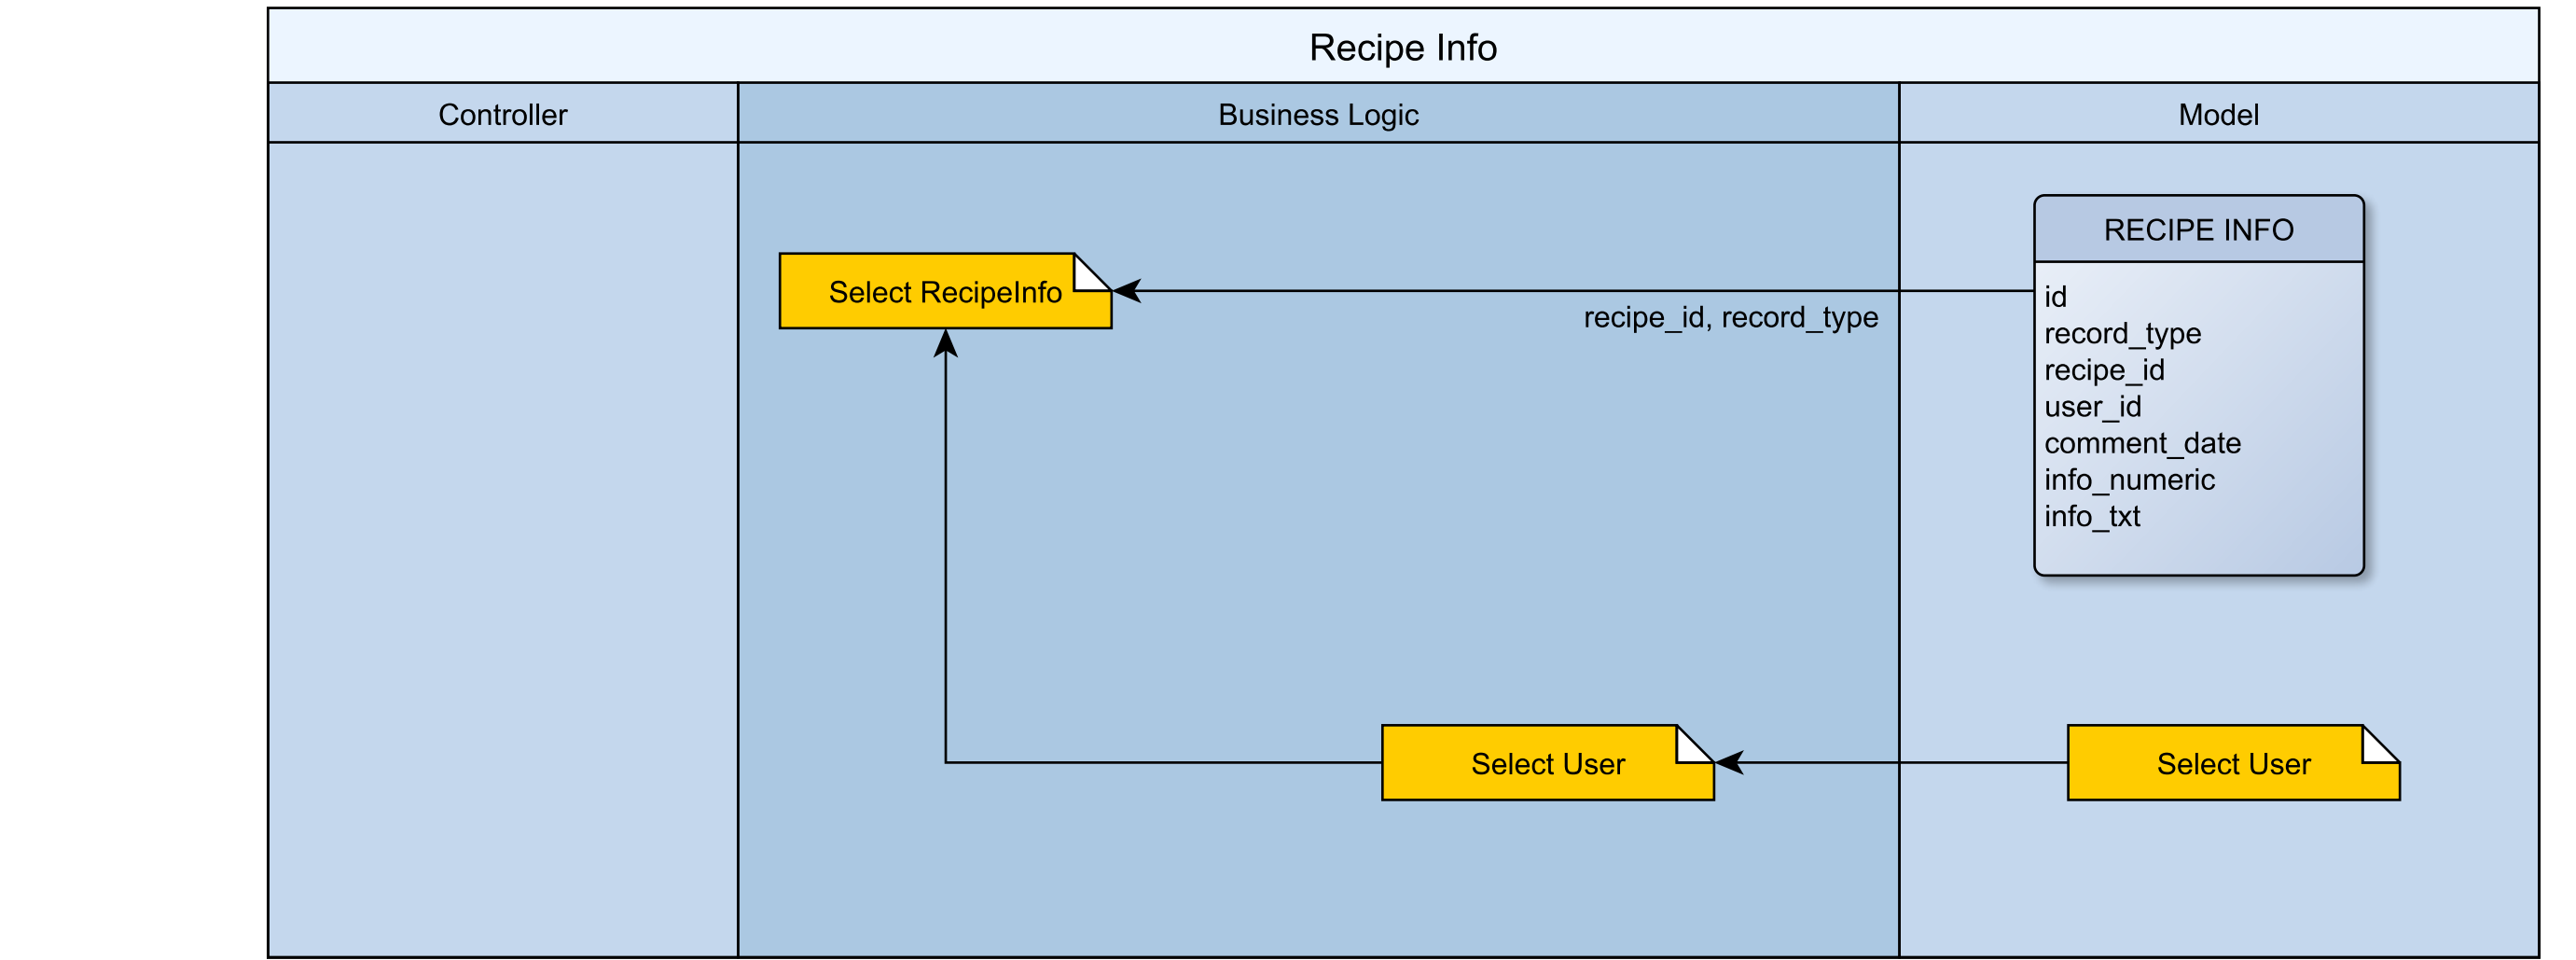 Recipe Info
Controller
Business Logic
Model
RECIPE INFO
Select RecipeInfo
recipe_id, record_type
id
record_type
recipe_id
user_id
comment_date
info_numeric
info_txt
Select User
Select User